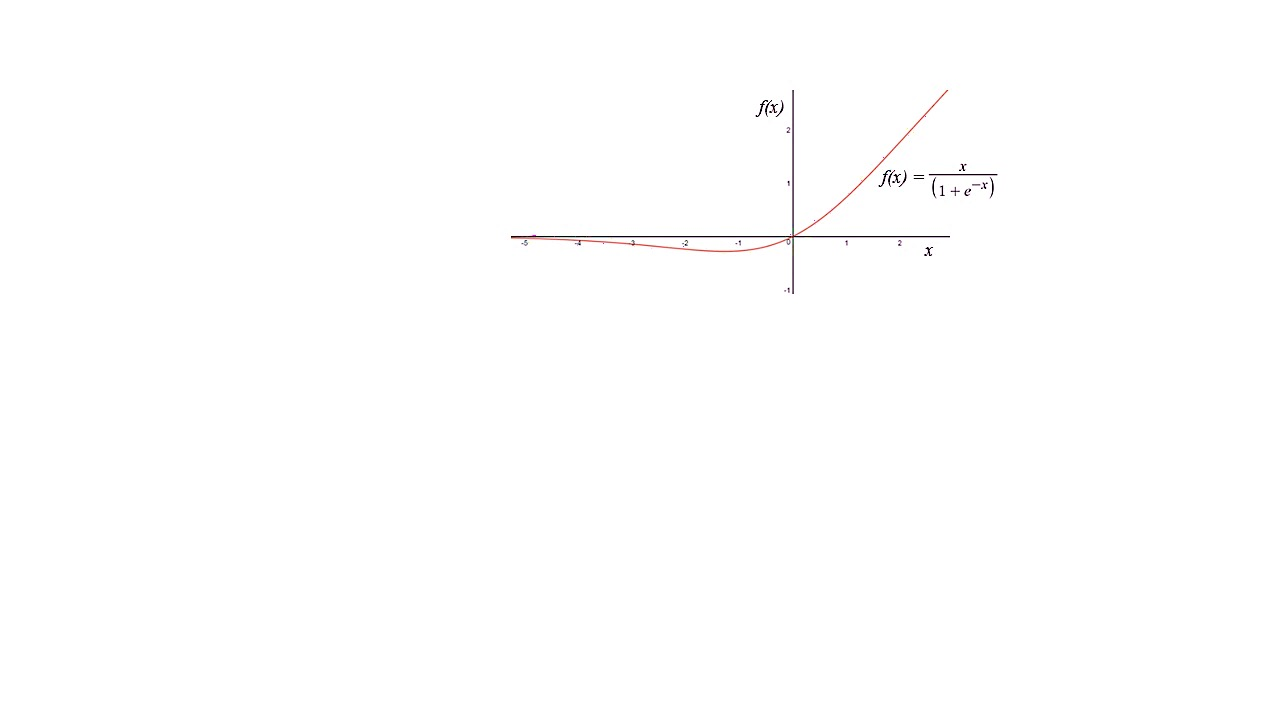 f(x)
2
1
f(x) = x / (1 + e^{-x})
-5 -4 -3 -2 -1 0 1 2
x
-1